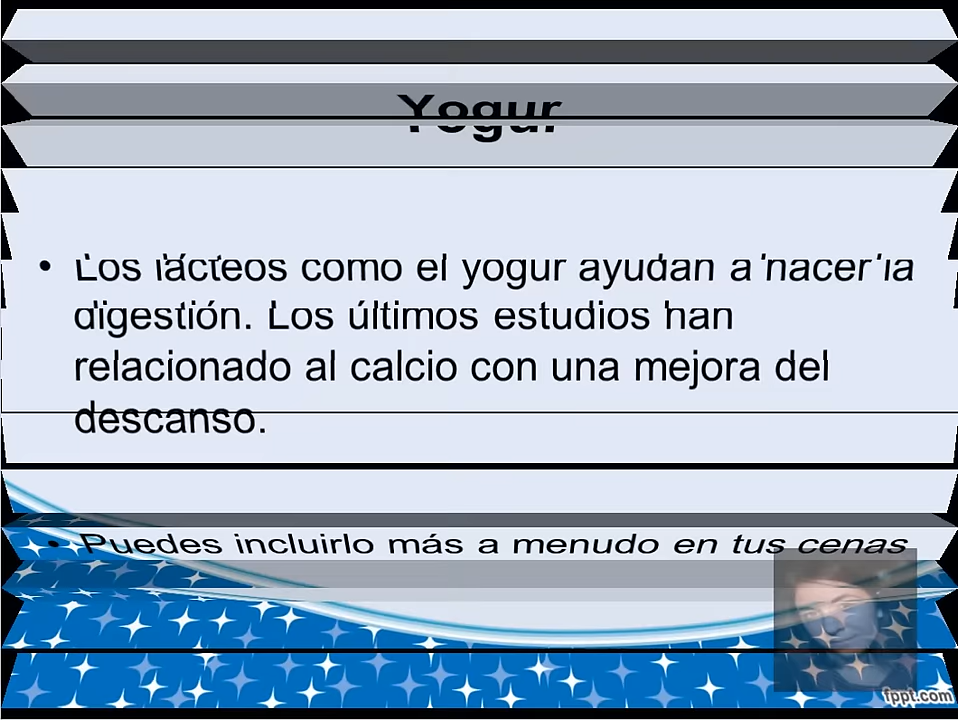 Yogur
• Los lácteos como el yogur ayudan a hacer la
digestión. Los últimos estudios han
relacionado al calcio con una mejora del
descanso.
• Puedes incluirlo más a menudo en tus cenas
fppt.com